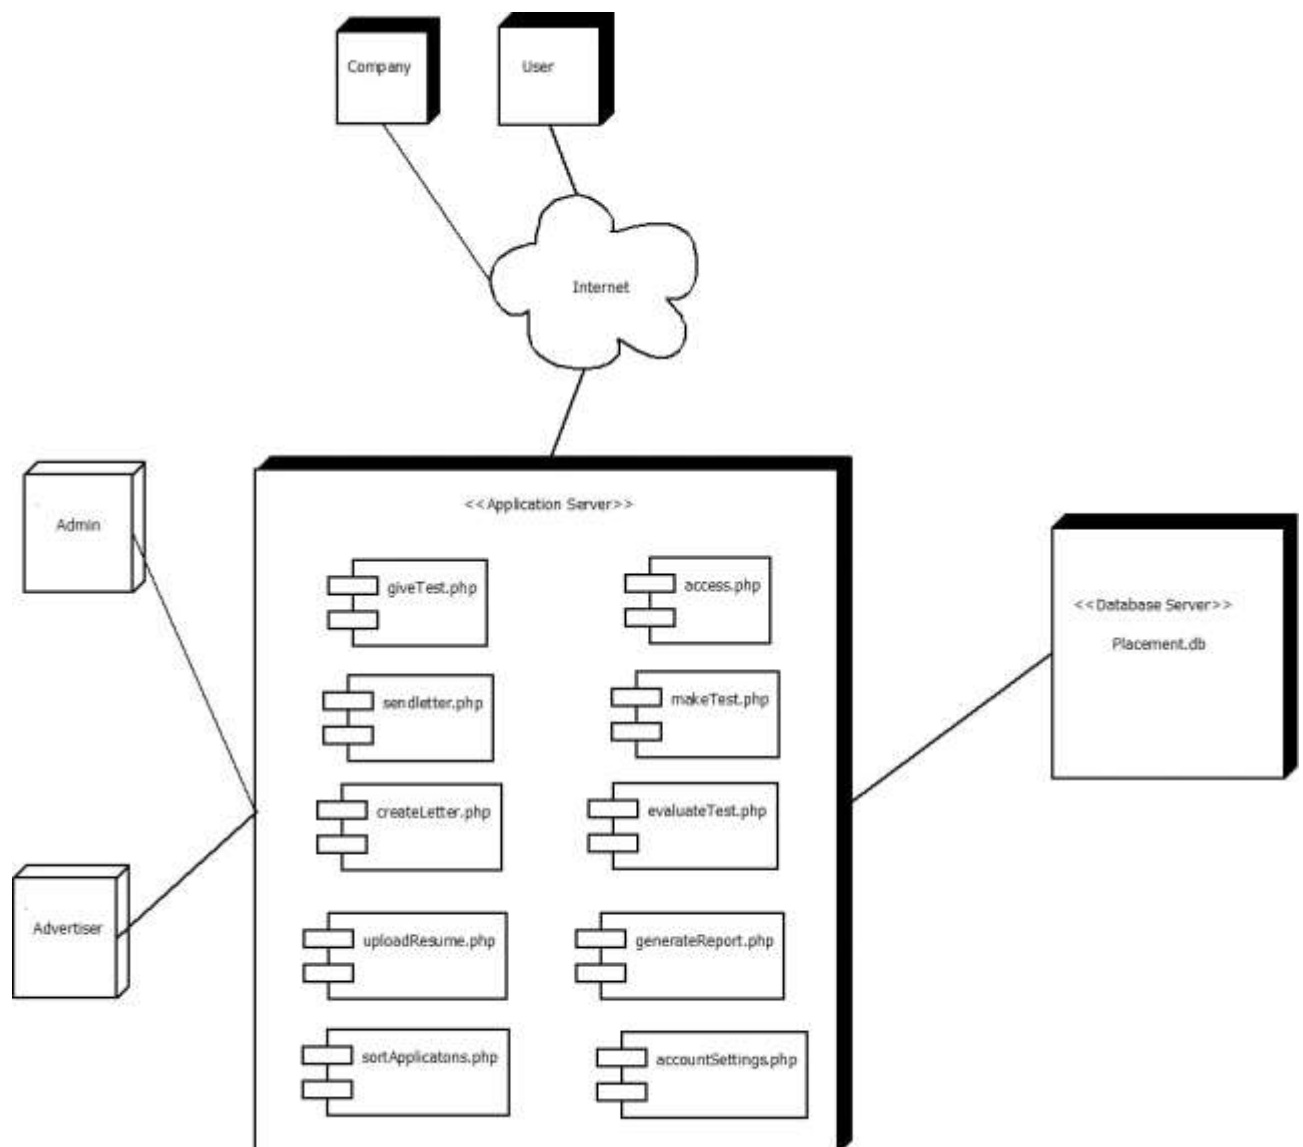 Company
User
Internet
Admin
<<Application Server>>
giveTest.php
access.php
<<Database Server>>
Placement.db
sendletter.php
makeTest.php
createLetter.php
evaluateTest.php
Advertiser
uploadResume.php
generateReport.php
sortApplicatons.php
accountSettings.php